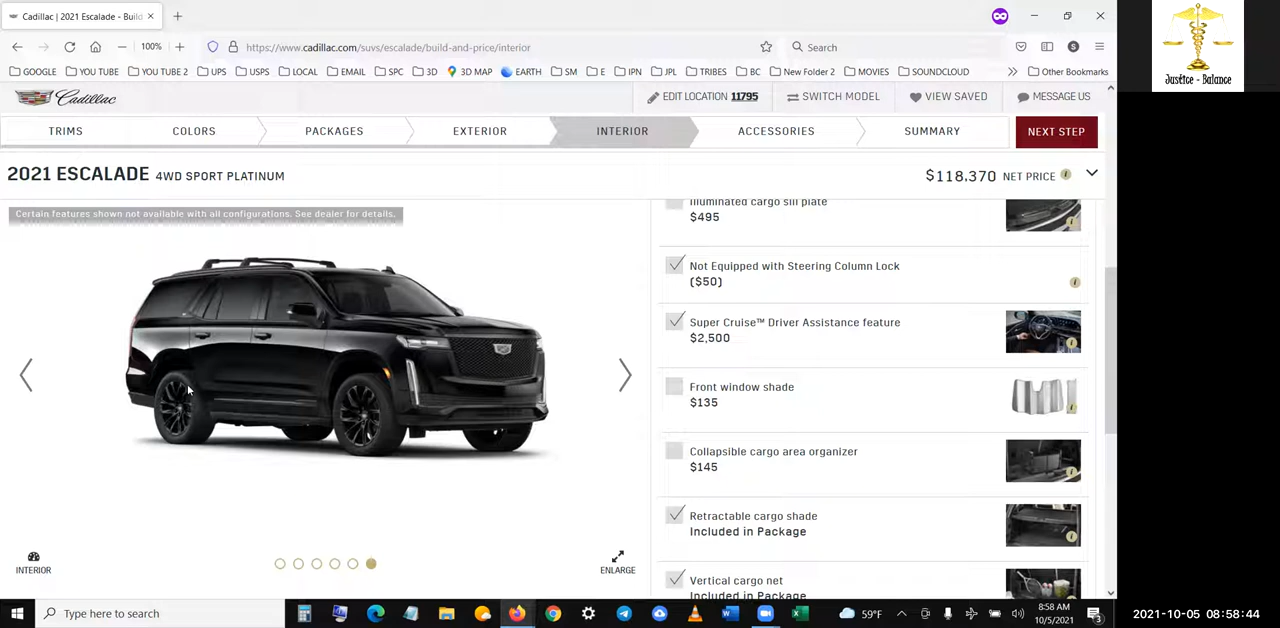 Cadillac | 2021 Escalade - Build
100%
https://www.cadillac.com/suvs/escalade/build-and-price/interior
Search
GOOGLE YOU TUBE YOU TUBE 2 UPS USPS LOCAL EMAIL SPC 3D 3D MAP EARTH SM E IPN JPL TRIBES BC New Folder 2 MOVIES SOUNDCLOUD Other Bookmarks
Cadillac
EDIT LOCATION 11795 SWITCH MODEL VIEW SAVED MESSAGE US
TRIMS COLORS PACKAGES EXTERIOR INTERIOR ACCESSORIES SUMMARY NEXT STEP
2021 ESCALADE 4WD SPORT PLATINUM
$118,370 NET PRICE
Certain features shown not available with all configurations. See dealer for details.
Illuminated cargo sill plate
$495
Not Equipped with Steering Column Lock
($50)
Super Cruise™ Driver Assistance feature
$2,500
Front window shade
$135
Collapsible cargo area organizer
$145
Retractable cargo shade
Included in Package
Vertical cargo net
Included in Package
INTERIOR
ENLARGE
Type here to search
59°F
8:58 AM
10/5/2021
3
Justice - Balance
2021-10-05 08:58:44